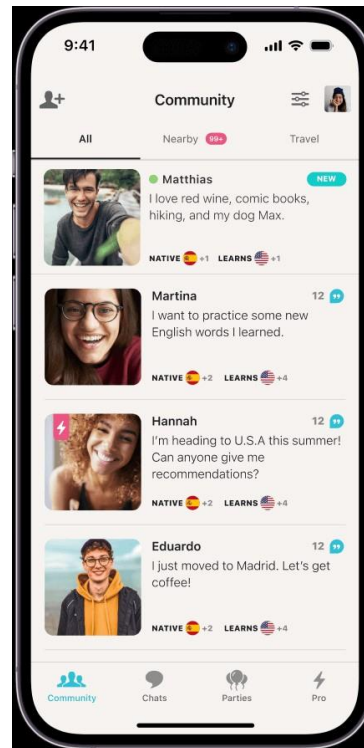 9:41
Community
All
Nearby 99+
Travel
Matthias
NEW
I love red wine, comic books,
hiking, and my dog Max.
NATIVE +1 LEARNS +1
Martina
12
I want to practice some new
English words I learned.
NATIVE +2 LEARNS +4
Hannah
12
I'm heading to U.S.A this summer!
Can anyone give me
recommendations?
NATIVE +2 LEARNS +4
Eduardo
12
I just moved to Madrid. Let's get
coffee!
NATIVE +2 LEARNS +4
Community
Chats
Parties
Pro